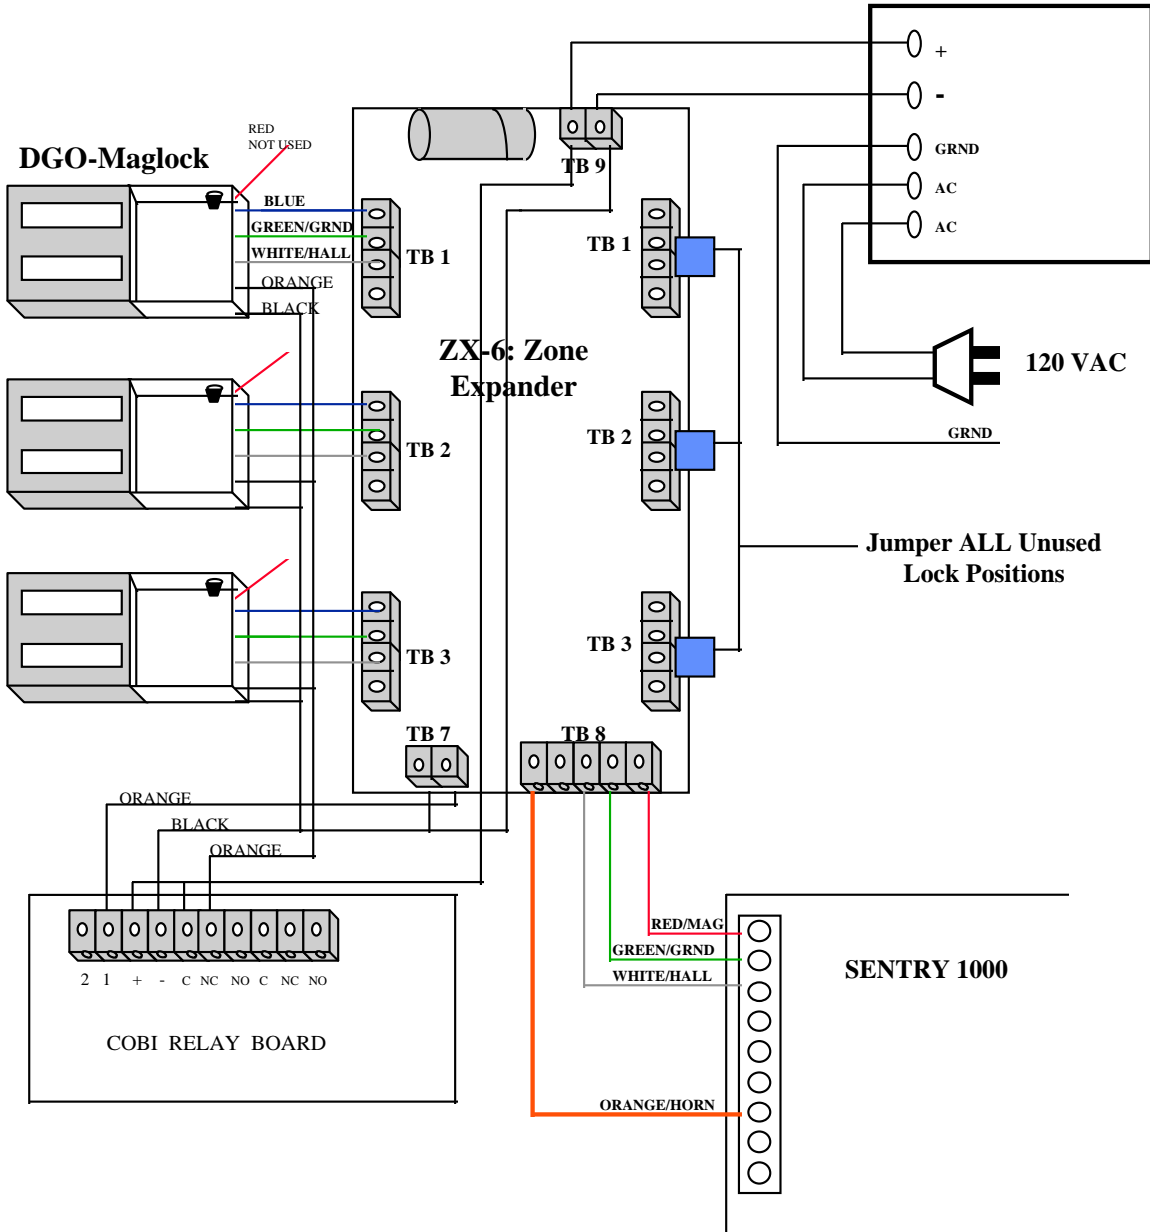 +
-
GRND
AC
AC
RED
NOT USED
DGO-Maglock
TB 9
BLUE
GREEN/GRND
WHITE/HALL
ORANGE
BLACK
TB 1
TB 1
ZX-6: Zone
Expander
120 VAC
GRND
TB 2
TB 2
Jumper ALL Unused
Lock Positions
TB 3
TB 3
TB 7
TB 8
ORANGE
BLACK
ORANGE
RED/MAG
GREEN/GRND
WHITE/HALL
SENTRY 1000
2 1 + - C NC NO C NC NO
COBI RELAY BOARD
ORANGE/HORN